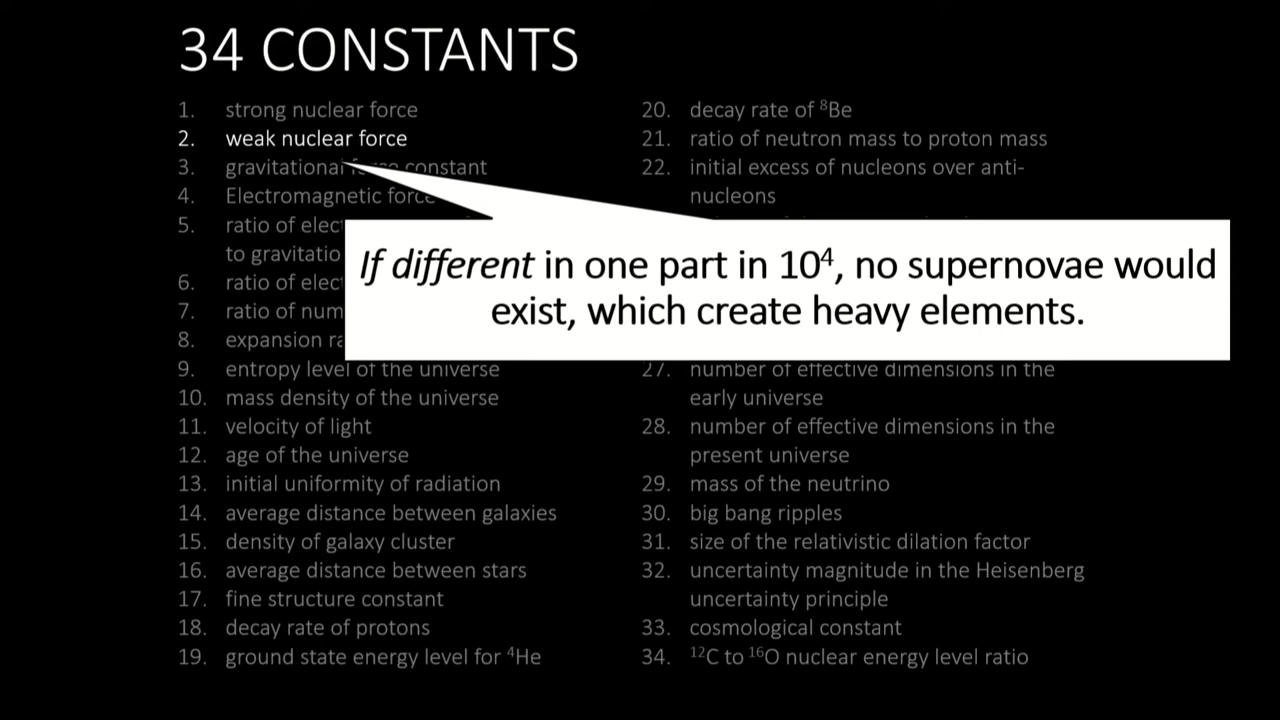 34 CONSTANTS
1. strong nuclear force
2. weak nuclear force
3. gravitational constant
4. Electromagnetic force
5. ratio of
to
6. ratio of
7. ratio of
8. expansion
9. entropy level of the universe
10. mass density of the universe
11. velocity of light
12. age of the universe
13. initial uniformity of radiation
14. average distance between galaxies
15. density of galaxy cluster
16. average distance between stars
17. fine structure constant
18. decay rate of protons
19. ground state energy level for ⁴He
20. decay rate of ⁸Be
21. ratio of neutron mass to proton mass
22. initial excess of nucleons over anti-
nucleons
If different in one part in 10⁴, no supernovae would
exist, which create heavy elements.
27. number of effective dimensions in the
early universe
28. number of effective dimensions in the
present universe
29. mass of the neutrino
30. big bang ripples
31. size of the relativistic dilation factor
32. uncertainty magnitude in the Heisenberg
uncertainty principle
33. cosmological constant
34. ¹²C to ¹⁶O nuclear energy level ratio